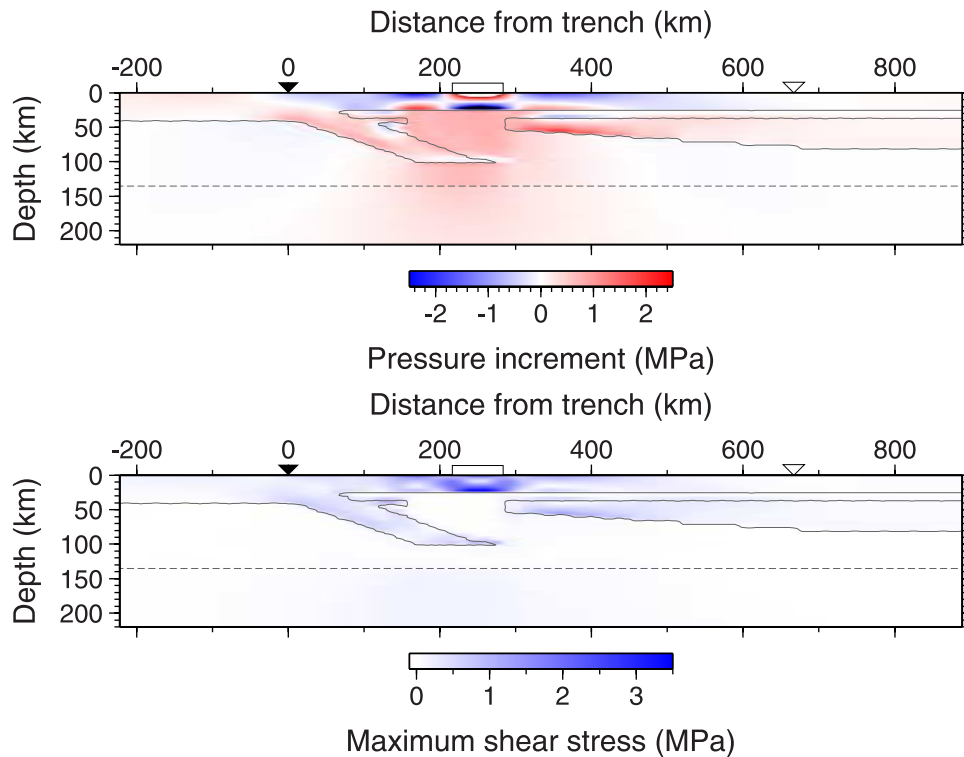 Distance from trench (km)
-200 0 200 400 600 800
0
50
100
150
200
Depth (km)
-2 -1 0 1 2
Pressure increment (MPa)
Distance from trench (km)
-200 0 200 400 600 800
0
50
100
150
200
Depth (km)
0 1 2 3
Maximum shear stress (MPa)